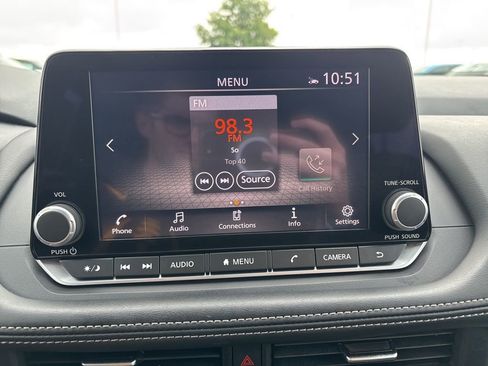 MENU
10:51
FM
98.3
FM
So
Top 40
Source
Call History
VOL
TUNE•SCROLL
Phone
Audio
Connections
Info
Settings
PUSH
PUSH SOUND
AUDIO
MENU
CAMERA